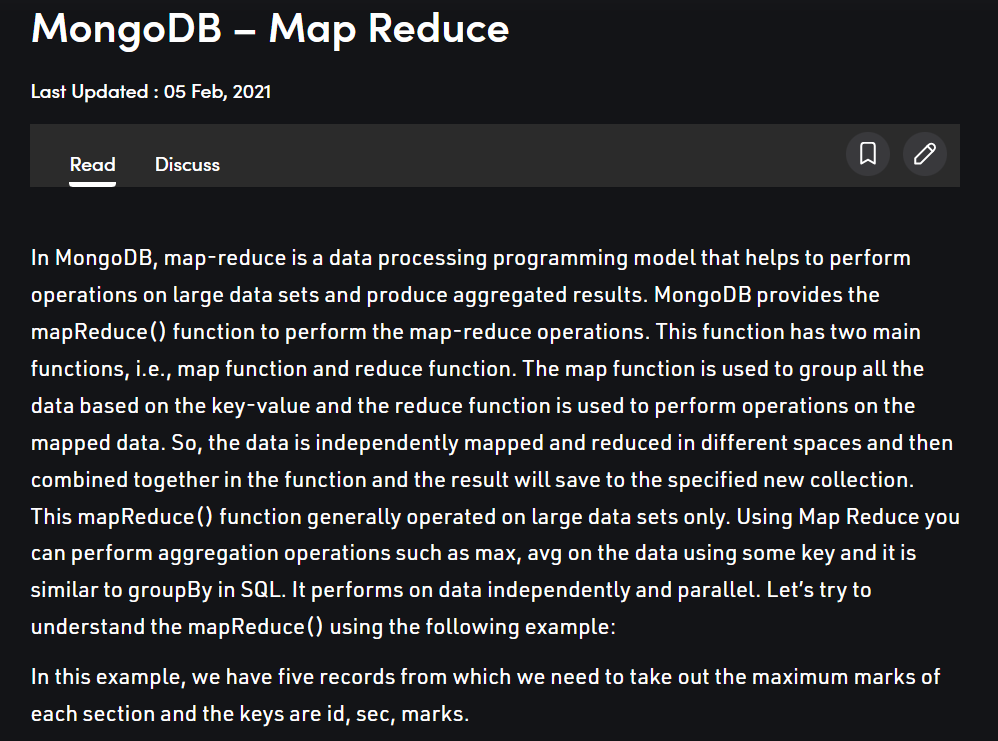 MongoDB – Map Reduce
Last Updated : 05 Feb, 2021
Read Discuss
In MongoDB, map-reduce is a data processing programming model that helps to perform
operations on large data sets and produce aggregated results. MongoDB provides the
mapReduce() function to perform the map-reduce operations. This function has two main
functions, i.e., map function and reduce function. The map function is used to group all the
data based on the key-value and the reduce function is used to perform operations on the
mapped data. So, the data is independently mapped and reduced in different spaces and then
combined together in the function and the result will save to the specified new collection.
This mapReduce() function generally operated on large data sets only. Using Map Reduce you
can perform aggregation operations such as max, avg on the data using some key and it is
similar to groupBy in SQL. It performs on data independently and parallel. Let’s try to
understand the mapReduce() using the following example:
In this example, we have five records from which we need to take out the maximum marks of
each section and the keys are id, sec, marks.